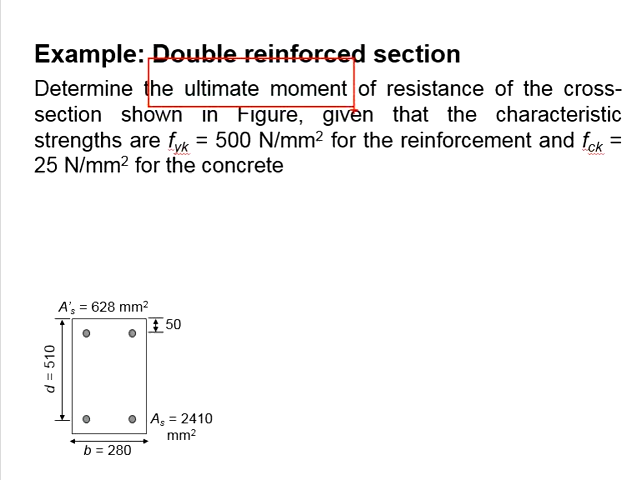 Example: Double reinforced section
Determine the ultimate moment of resistance of the cross-
section shown in Figure, given that the characteristic
strengths are fyk = 500 N/mm² for the reinforcement and fck =
25 N/mm² for the concrete
A's = 628 mm²
50
d = 510
As = 2410
mm²
b = 280